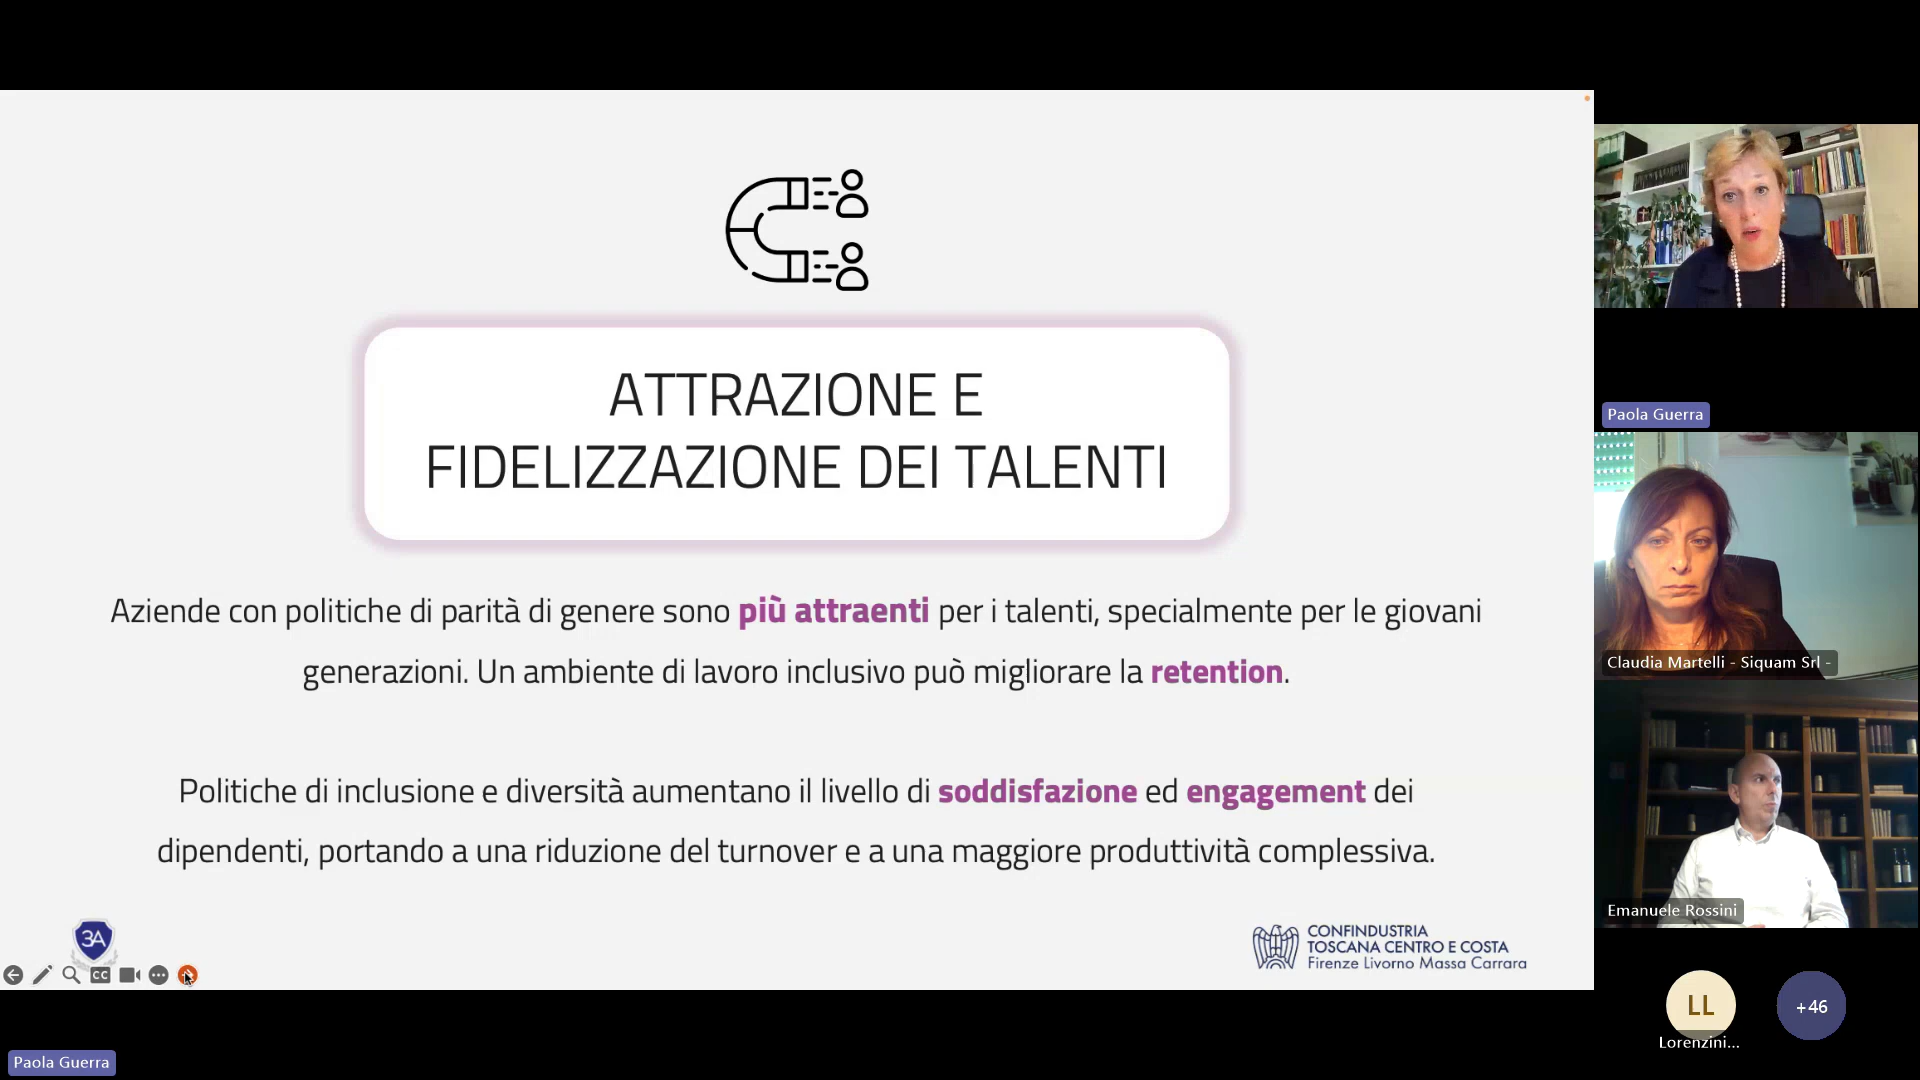 ATTRAZIONE E
FIDELIZZAZIONE DEI TALENTI
Aziende con politiche di parità di genere sono più attraenti per i talenti, specialmente per le giovani
generazioni. Un ambiente di lavoro inclusivo può migliorare la retention.
Politiche di inclusione e diversità aumentano il livello di soddisfazione ed engagement dei
dipendenti, portando a una riduzione del turnover e a una maggiore produttività complessiva.
3A
CC
CONFINDUSTRIA
TOSCANA CENTRO E COSTA
Firenze Livorno Massa Carrara
Paola Guerra
Paola Guerra
Claudia Martelli - Siquam Srl -
Emanuele Rossini
LL
Lorenzini...
+46